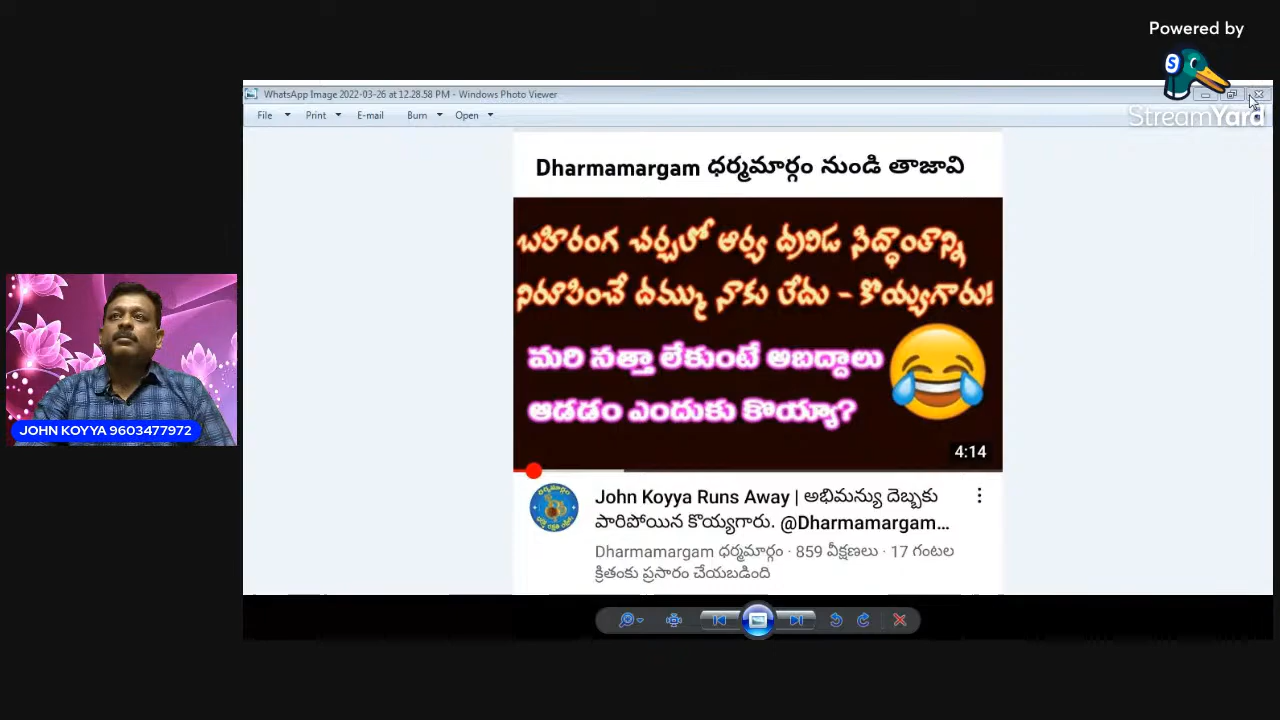 Powered by
StreamYard
WhatsApp Image 2022-03-26 at 12.28.58 PM - Windows Photo Viewer
File Print E-mail Burn Open
Dharmamargam ధర్మమార్గం నుండి తాజావి
బహిరంగ చర్చలో ఆర్య ద్రవిడ సిద్ధాంతాన్ని
నిరూపించే దమ్ము నాకు లేదు - కొయ్యగారు!
మరి సత్తా లేకుంటే అబద్దాలు
ఆడడం ఎందుకు కొయ్యా?
4:14
John Koyya Runs Away | అభిమన్యు దెబ్బకు
పారిపోయిన కొయ్యగారు. @Dharmamargam...
Dharmamargam ధర్మమార్గం · 859 వీక్షణలు · 17 గంటల
క్రితంకు ప్రసారం చేయబడింది
JOHN KOYYA 9603477972